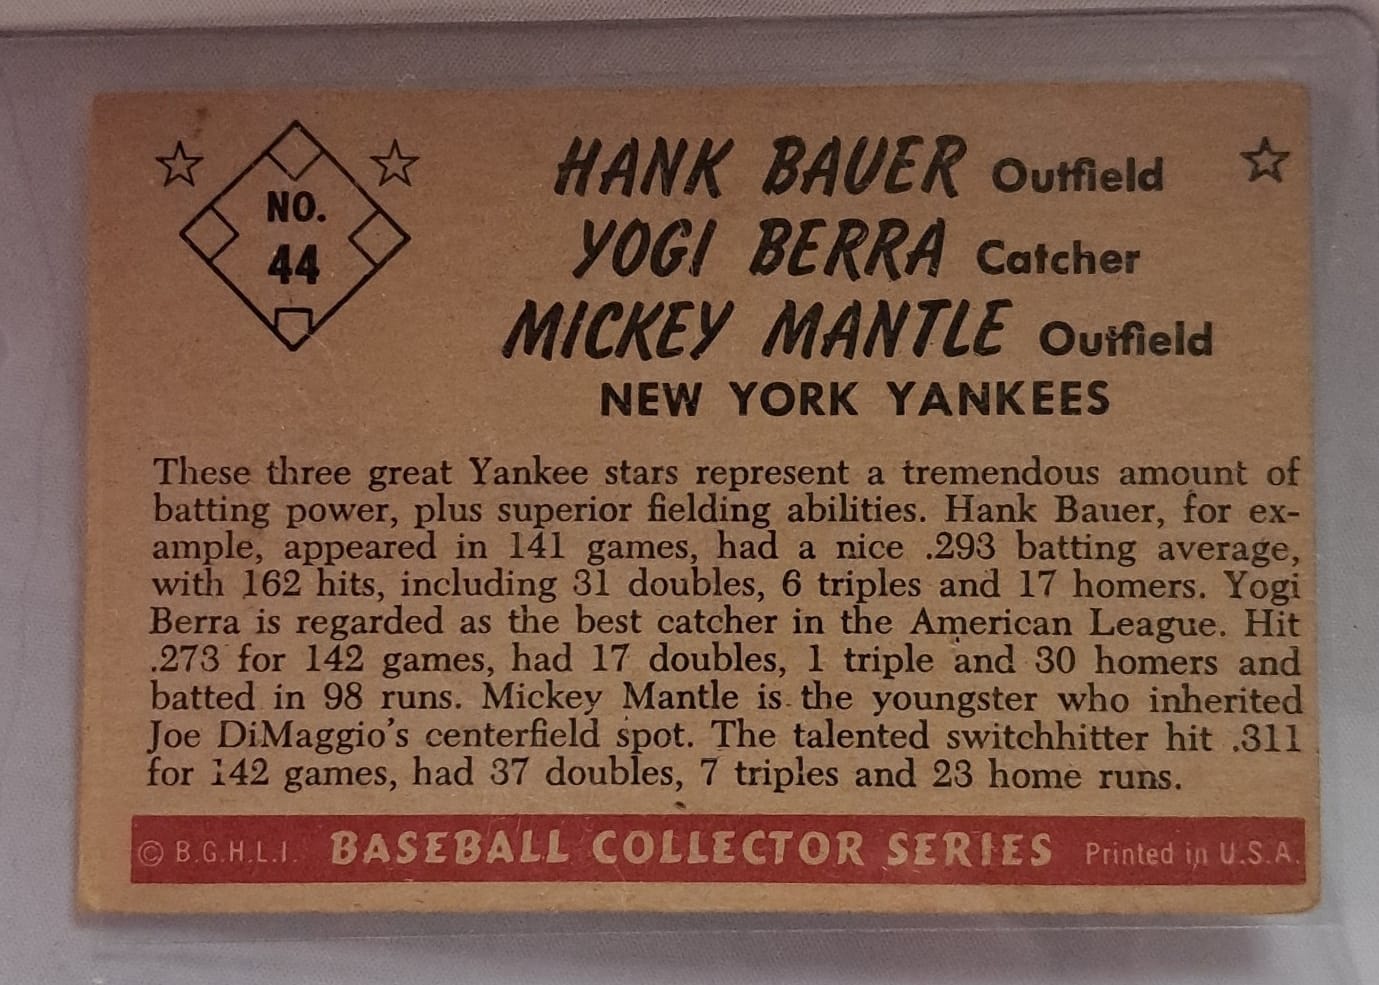 NO.
44
HANK BAUER Outfield
YOGI BERRA Catcher
MICKEY MANTLE Outfield
NEW YORK YANKEES
These three great Yankee stars represent a tremendous amount of
batting power, plus superior fielding abilities. Hank Bauer, for ex-
ample, appeared in 141 games, had a nice .293 batting average,
with 162 hits, including 31 doubles, 6 triples and 17 homers. Yogi
Berra is regarded as the best catcher in the American League. Hit
.273 for 142 games, had 17 doubles, 1 triple and 30 homers and
batted in 98 runs. Mickey Mantle is the youngster who inherited
Joe DiMaggio's centerfield spot. The talented switchhitter hit .311
for 142 games, had 37 doubles, 7 triples and 23 home runs.
© B.G.H.L.I. BASEBALL COLLECTOR SERIES Printed in U.S.A.